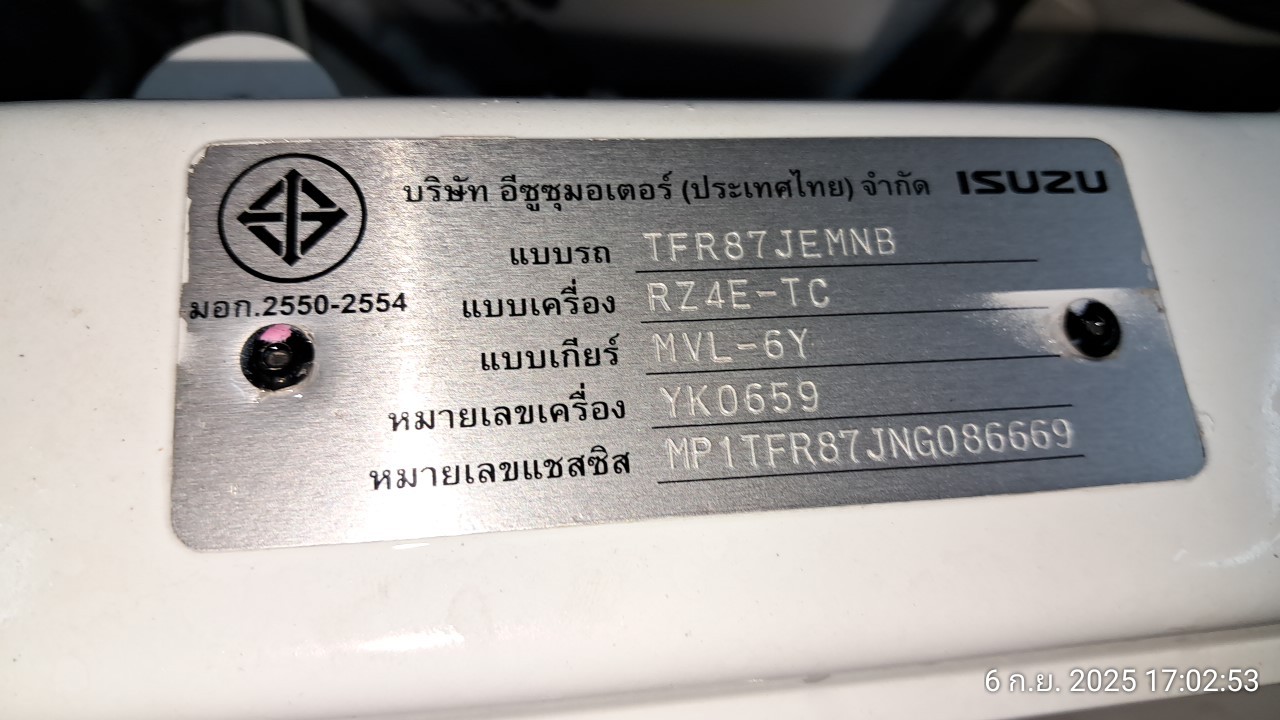 บริษัท อีซูซุมอเตอร์ (ประเทศไทย) จำกัด ISUZU
แบบรถ TFR87JEMNB
มอก.2550-2554
แบบเครื่อง RZ4E-TC
แบบเกียร์ MVL-6Y
หมายเลขเครื่อง YK0659
หมายเลขแชสซิส MP1TFR87JNG086669
6 ก.ย. 2025 17:02:53